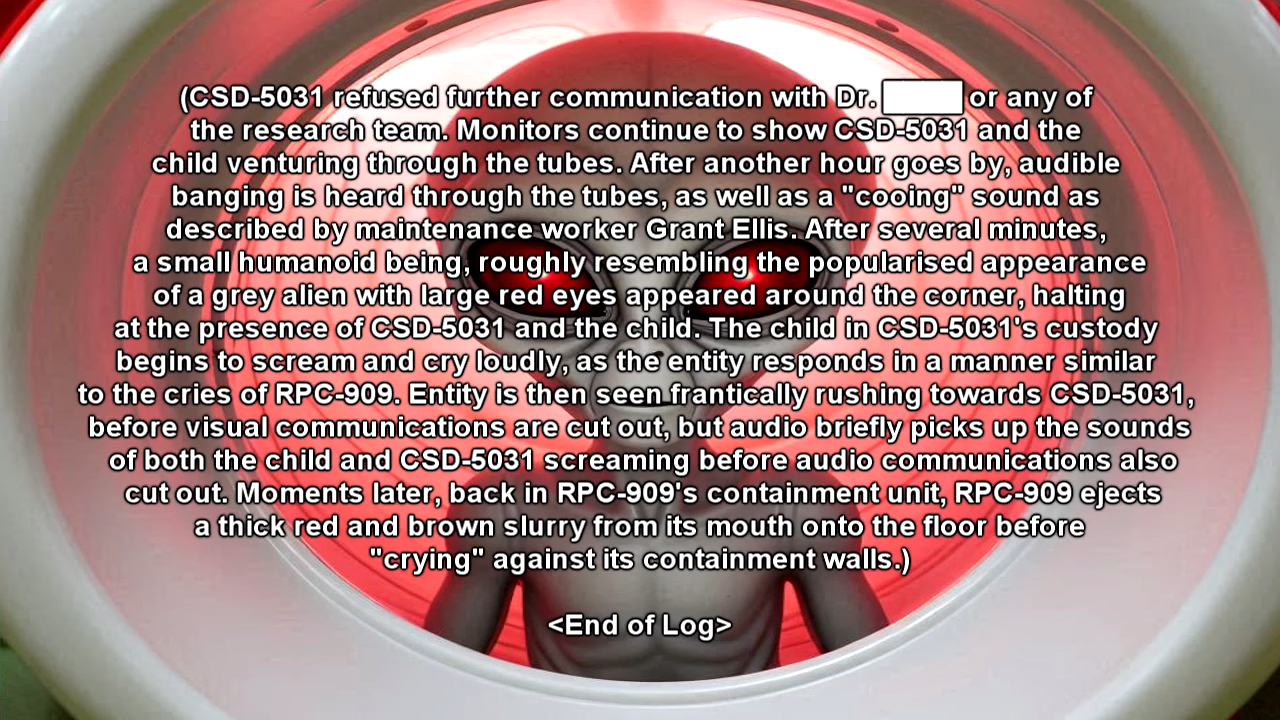 (CSD-5031 refused further communication with Dr. or any of
the research team. Monitors continue to show CSD-5031 and the
child venturing through the tubes. After another hour goes by, audible
banging is heard through the tubes, as well as a "cooing" sound as
described by maintenance worker Grant Ellis. After several minutes,
a small humanoid being, roughly resembling the popularised appearance
of a grey alien with large red eyes appeared around the corner, halting
at the presence of CSD-5031 and the child. The child in CSD-5031's custody
begins to scream and cry loudly, as the entity responds in a manner similar
to the cries of RPC-909. Entity is then seen frantically rushing towards CSD-5031,
before visual communications are cut out, but audio briefly picks up the sounds
of both the child and CSD-5031 screaming before audio communications also
cut out. Moments later, back in RPC-909's containment unit, RPC-909 ejects
a thick red and brown slurry from its mouth onto the floor before
"crying" against its containment walls.)
<End of Log>